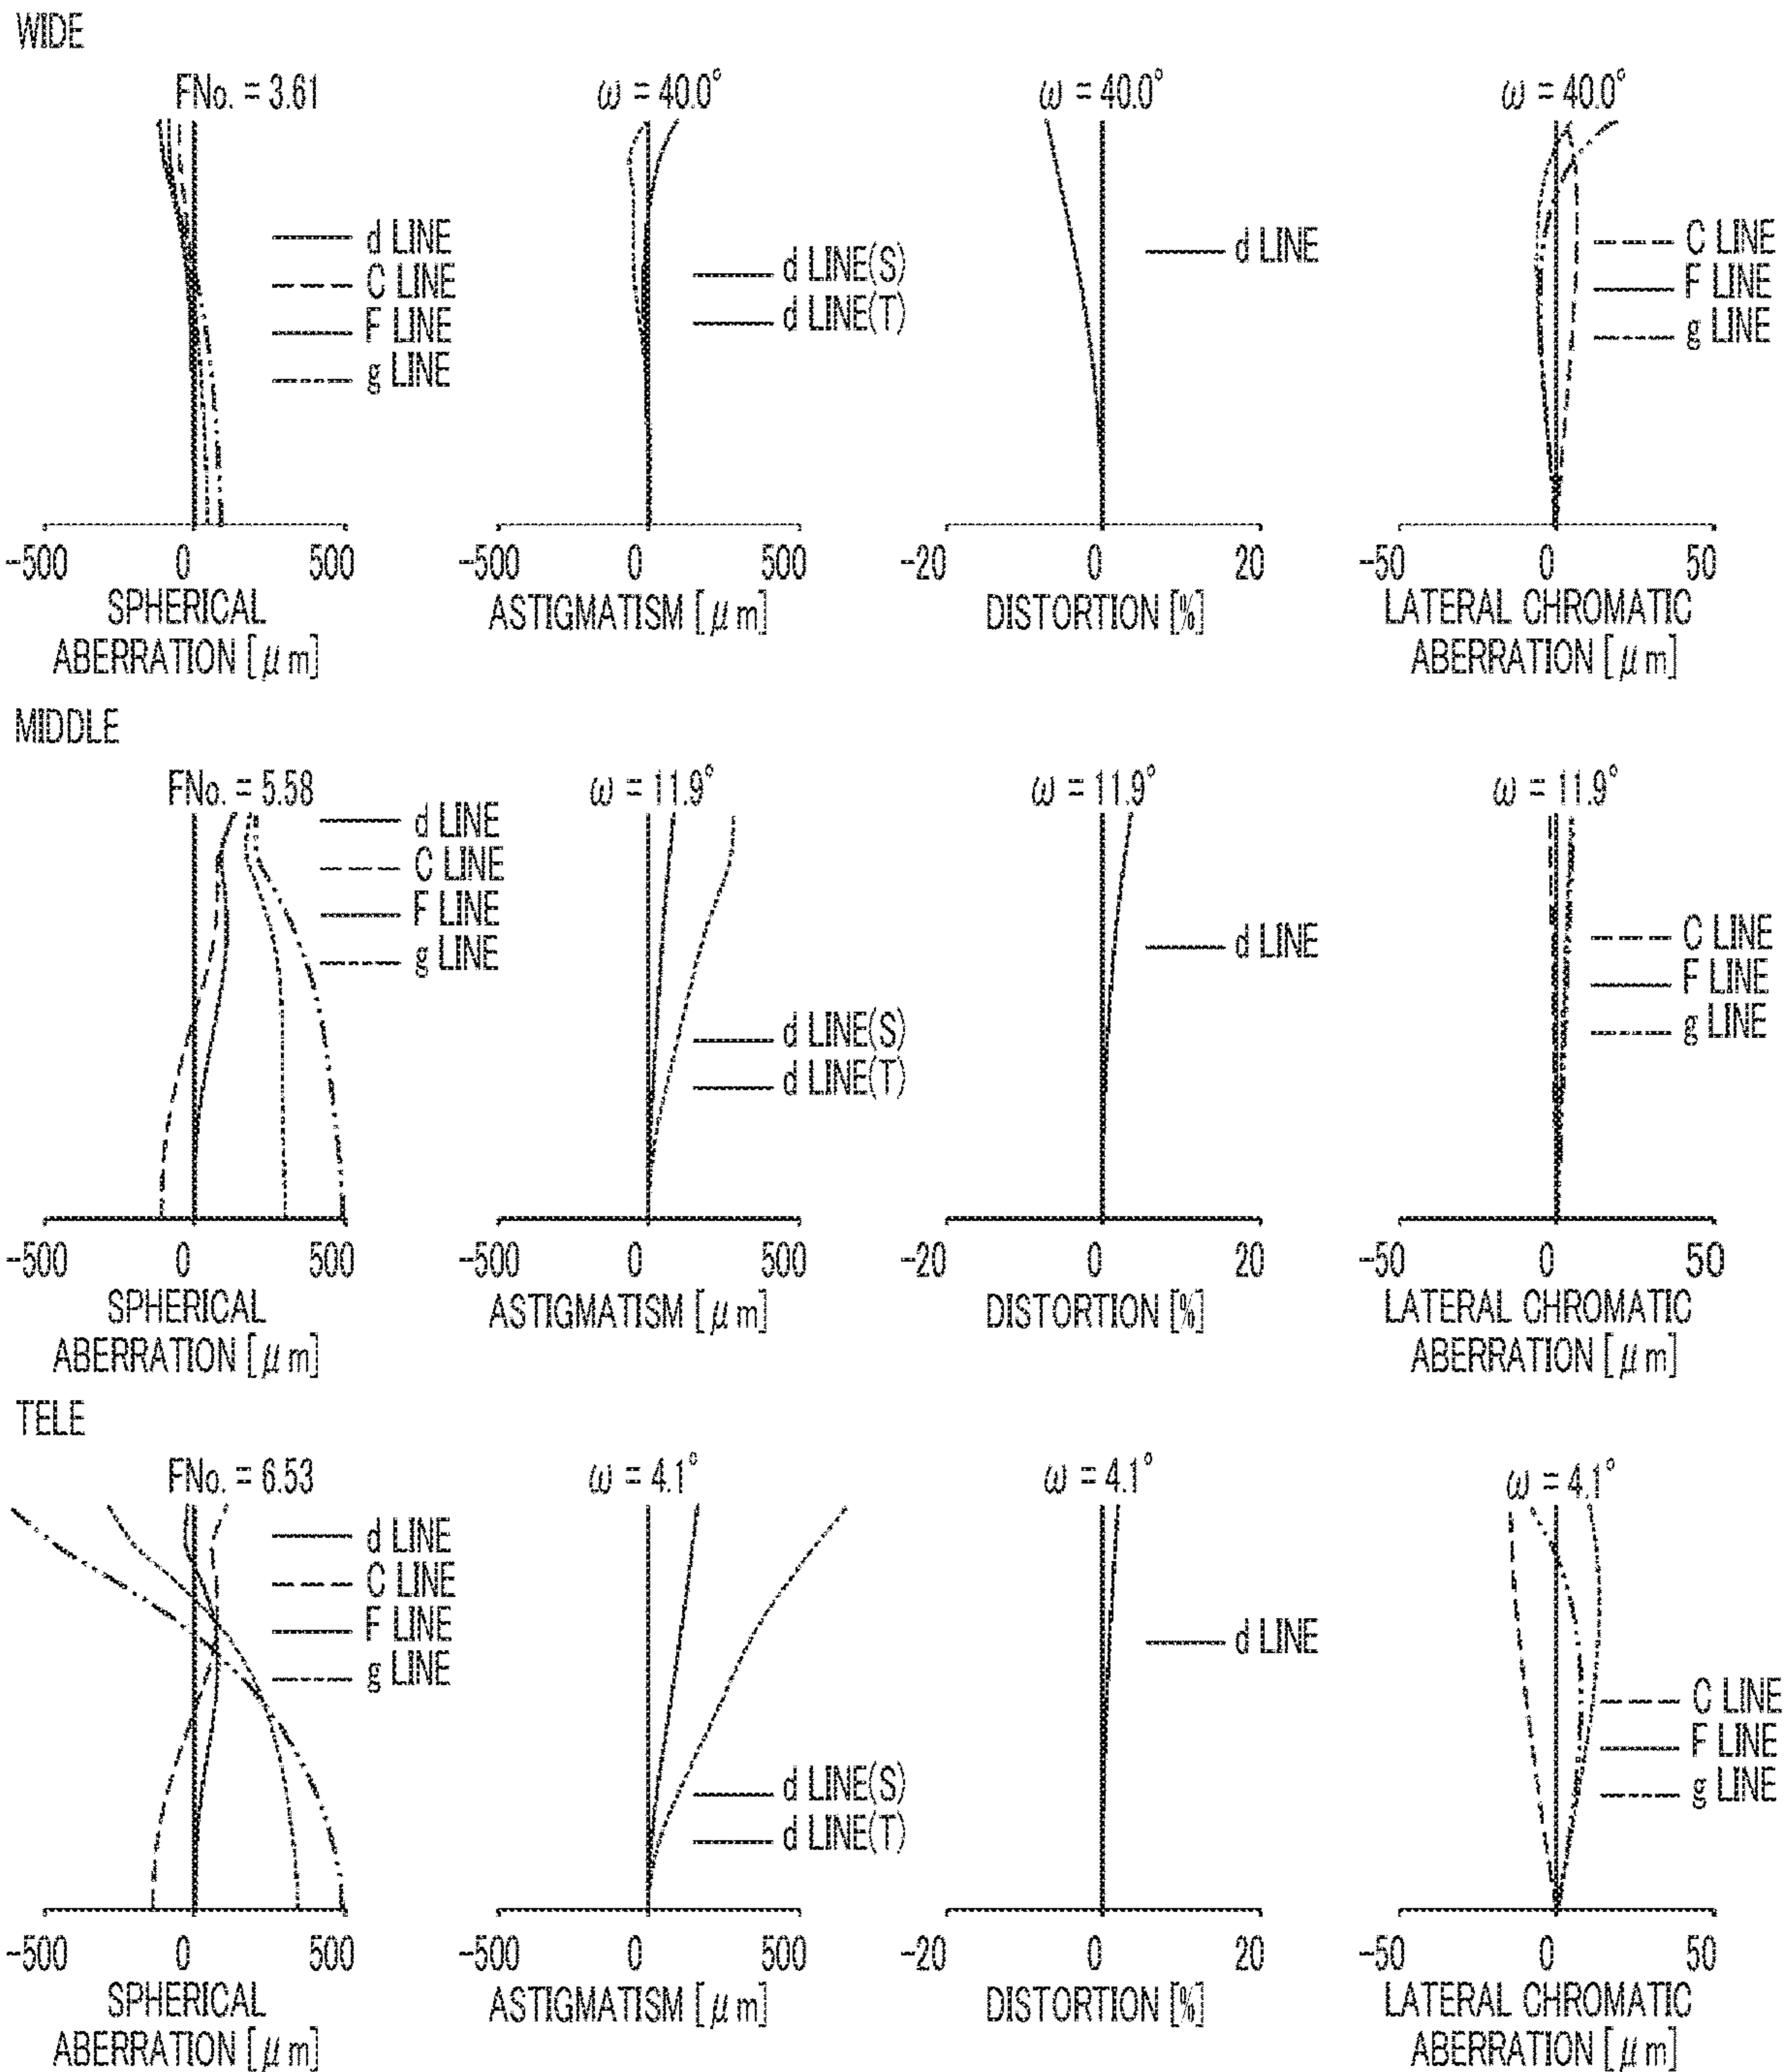 WIDE
FNo. = 3.61
d LINE
C LINE
F LINE
g LINE
-500 0 500
SPHERICAL
ABERRATION [μm]
ω = 40.0°
d LINE(S)
d LINE(T)
-500 0 500
ASTIGMATISM [μm]
ω = 40.0°
d LINE
-20 0 20
DISTORTION [%]
ω = 40.0°
C LINE
F LINE
g LINE
-50 0 50
LATERAL CHROMATIC
ABERRATION [μm]
MIDDLE
FNo. = 5.58
d LINE
C LINE
F LINE
g LINE
-500 0 500
SPHERICAL
ABERRATION [μm]
ω = 11.9°
d LINE(S)
d LINE(T)
-500 0 500
ASTIGMATISM [μm]
ω = 11.9°
d LINE
-20 0 20
DISTORTION [%]
ω = 11.9°
C LINE
F LINE
g LINE
-50 0 50
LATERAL CHROMATIC
ABERRATION [μm]
TELE
FNo. = 6.53
d LINE
C LINE
F LINE
g LINE
-500 0 500
SPHERICAL
ABERRATION [μm]
ω = 4.1°
d LINE(S)
d LINE(T)
-500 0 500
ASTIGMATISM [μm]
ω = 4.1°
d LINE
-20 0 20
DISTORTION [%]
ω = 4.1°
C LINE
F LINE
g LINE
-50 0 50
LATERAL CHROMATIC
ABERRATION [μm]